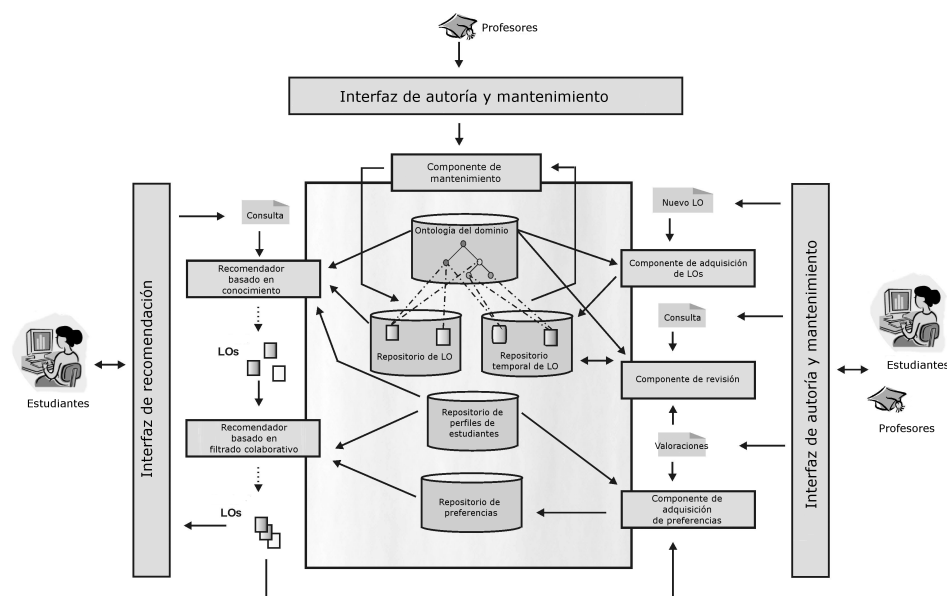 Profesores
Interfaz de autoría y mantenimiento
Componente de
mantenimiento
Consulta
Nuevo LO
Ontología del dominio
Recomendador
basado en
conocimiento
Componente de adquisición
de LOs
Interfaz de recomendación
Interfaz de autoría y mantenimiento
Consulta
LOs
Repositorio de LO
Repositorio
temporal de LO
Componente de revisión
Estudiantes
Estudiantes
Profesores
Repositorio de
perfiles de
estudiantes
Recomendador
basado en
filtrado colaborativo
Valoraciones
Repositorio de
preferencias
Componente de
adquisición
de preferencias
LOs